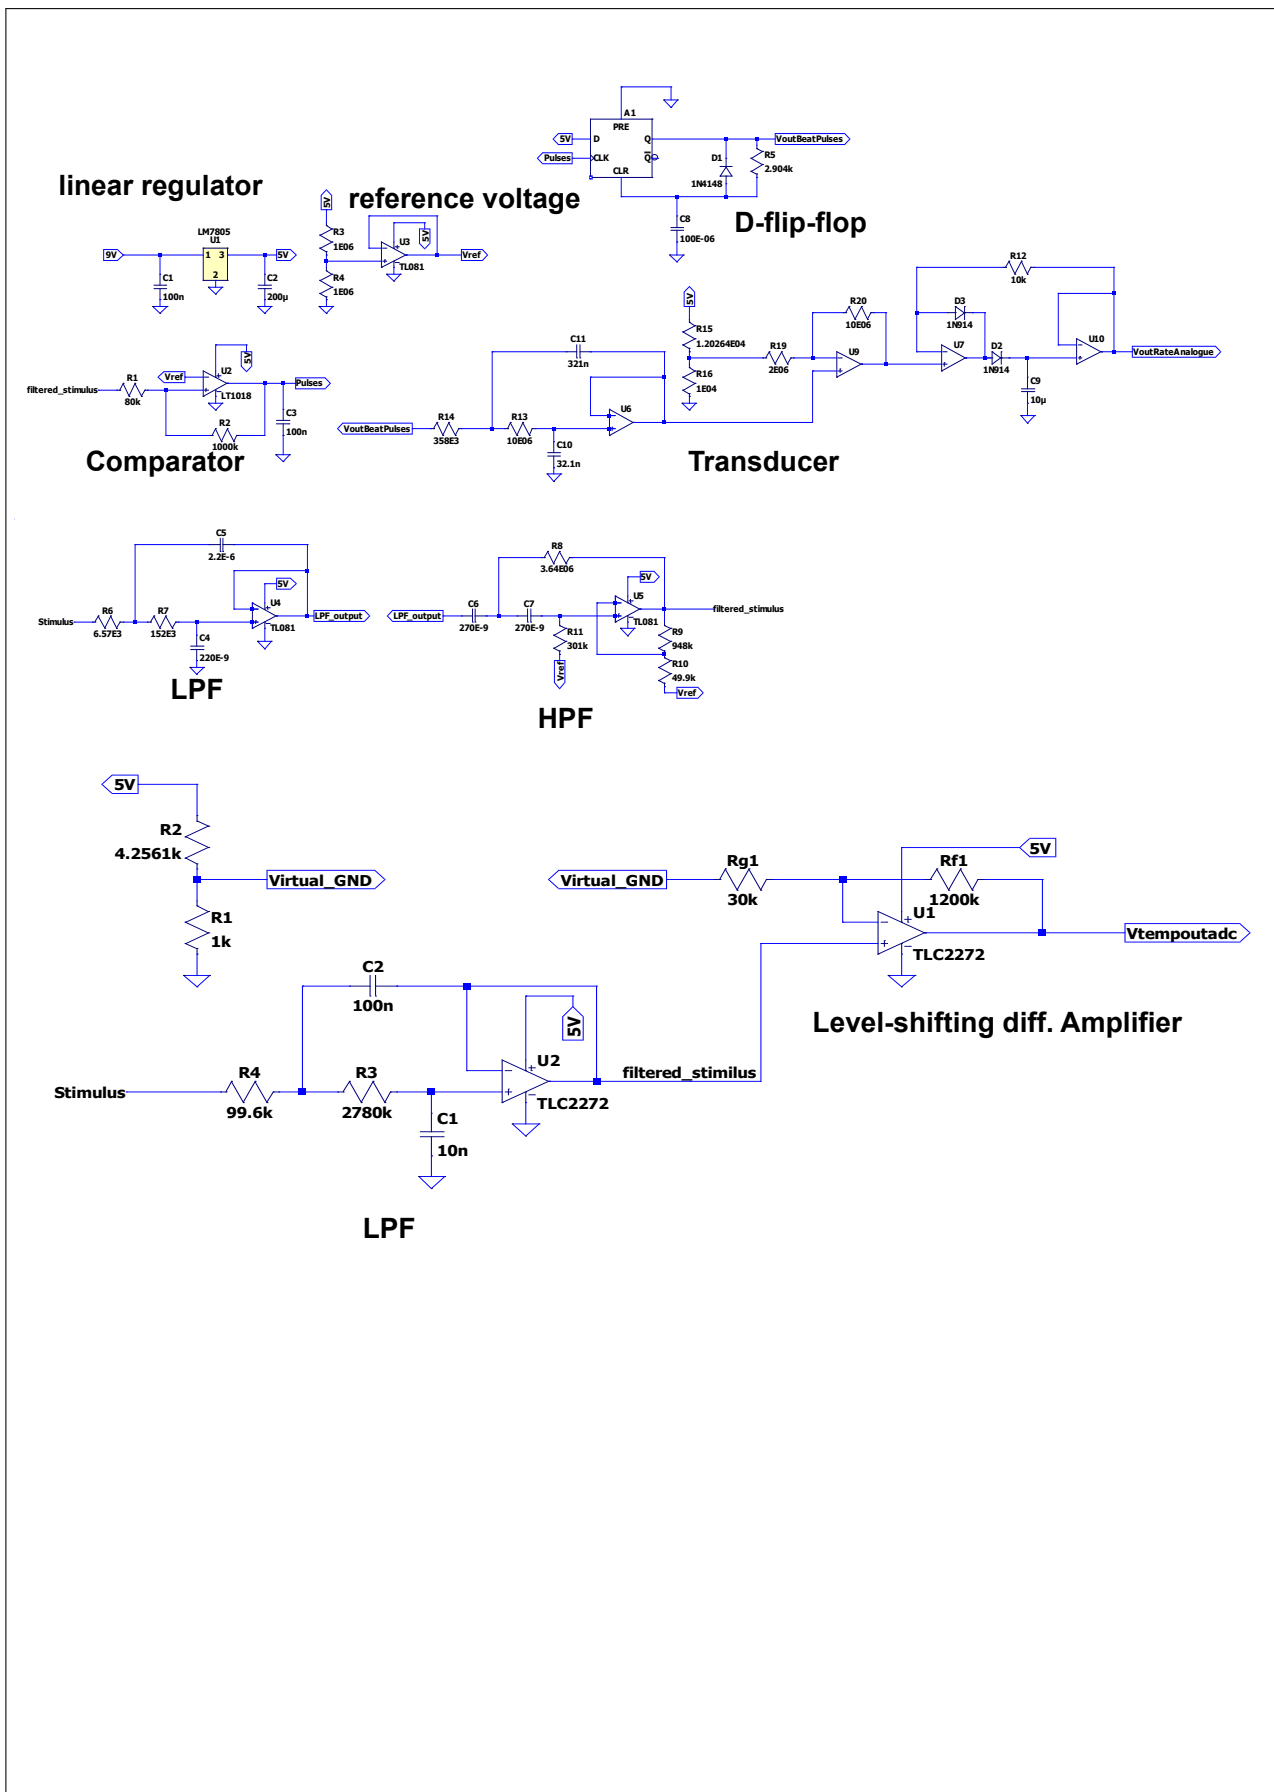 A1
PRE
5V
D
Q
VoutBeatPulses
Pulses
CLK
Q
CLR
D1
1N4148
R5
2.904k
C8
100E-06
D-flip-flop
linear regulator
LM7805
U1
9V
1 3
2
5V
C1
100n
C2
200µ
reference voltage
5V
R3
1E06
R4
1E06
5V
U3
TL081
Vref
filtered_stimulus
R1
80k
Vref
5V
U2
LT1018
R2
1000k
Pulses
C3
100n
Comparator
VoutBeatPulses
R14
358E3
C11
321n
R13
10E06
C10
32.1n
U6
5V
R15
1.20264E04
R16
1E04
R19
2E06
R20
10E06
U9
R12
10k
D3
1N914
U7
D2
1N914
C9
10µ
U10
VoutRateAnalogue
Transducer
Stimulus
R6
6.57E3
C5
2.2E-6
R7
152E3
C4
220E-9
5V
U4
TL081
LPF_output
LPF
LPF_output
C6
270E-9
R8
3.64E06
C7
270E-9
R11
301k
Vref
5V
U5
TL081
filtered_stimulus
R9
948k
R10
49.9k
Vref
HPF
5V
R2
4.2561k
Virtual_GND
R1
1k
Virtual_GND
Rg1
30k
5V
Rf1
1200k
U1
TLC2272
Vtempoutadc
Level-shifting diff. Amplifier
Stimulus
R4
99.6k
C2
100n
R3
2780k
C1
10n
5V
U2
TLC2272
filtered_stimilus
LPF